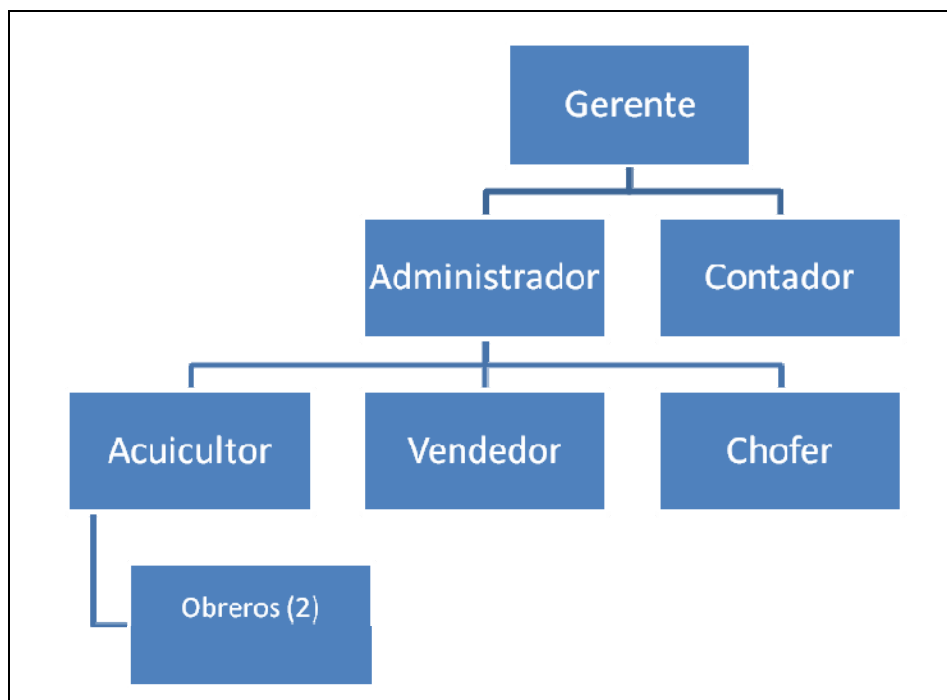 Gerente
Administrador
Contador
Acuicultor
Vendedor
Chofer
Obreros (2)